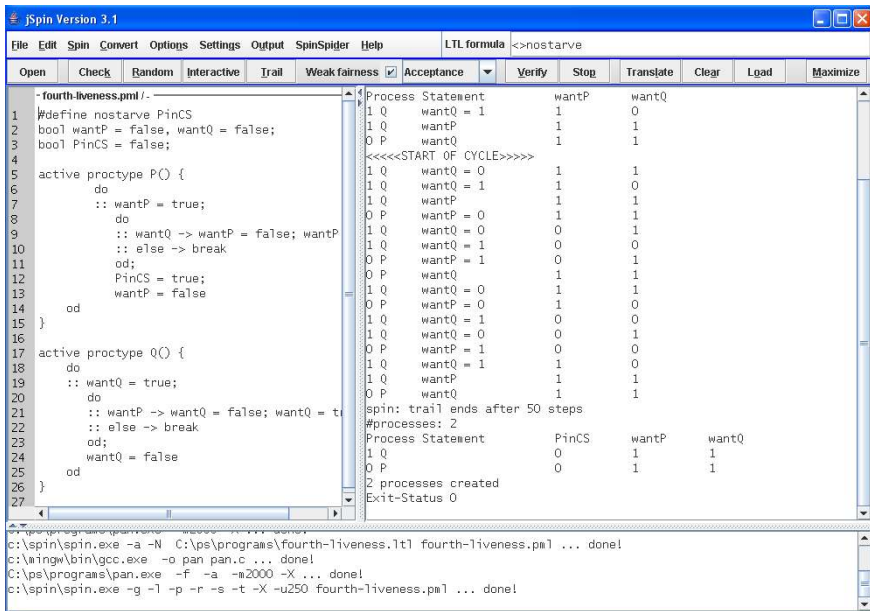 jSpin Version 3.1
File Edit Spin Convert Options Settings Output SpinSpider Help LTL formula <>nostarve
Open Check Random Interactive Trail Weak fairness Acceptance Verify Stop Translate Clear Load Maximize
fourth-liveness.pml / -
1 #define nostarve PinCS
2 bool wantP = false, wantQ = false;
3 bool PinCS = false;
4
5 active proctype P() {
6 do
7 :: wantP = true;
8 do
9 :: wantQ -> wantP = false; wantP
10 :: else -> break
11 od;
12 PinCS = true;
13 wantP = false
14 od
15 }
16
17 active proctype Q() {
18 do
19 :: wantQ = true;
20 do
21 :: wantP -> wantQ = false; wantQ = t
22 :: else -> break
23 od;
24 wantQ = false
25 od
26 }
27
Process Statement wantP wantQ
1 Q wantQ = 1 1 0
1 Q wantP 1 1
0 P wantQ 1 1
<<<<<START OF CYCLE>>>>>
1 Q wantQ = 0 1 1
1 Q wantQ = 1 1 0
1 Q wantP 1 1
0 P wantP = 0 1 1
1 Q wantQ = 0 0 1
1 Q wantQ = 1 0 0
0 P wantP = 1 0 1
0 P wantQ 1 1
1 Q wantQ = 0 1 1
0 P wantP = 0 1 0
1 Q wantQ = 1 0 0
1 Q wantQ = 0 0 1
0 P wantP = 1 0 0
1 Q wantQ = 1 1 0
1 Q wantP 1 1
0 P wantQ 1 1
spin: trail ends after 50 steps
#processes: 2
Process Statement PinCS wantP wantQ
1 Q 0 1 1
0 P 0 1 1
2 processes created
Exit-Status 0
c:\spin\spin.exe -a -N C:\ps\programs\fourth-liveness.ltl fourth-liveness.pml ... done!
c:\mingw\bin\gcc.exe -o pan pan.c ... done!
C:\ps\programs\pan.exe -f -a -m2000 -X ... done!
c:\spin\spin.exe -g -l -p -r -s -t -X -u250 fourth-liveness.pml ... done!